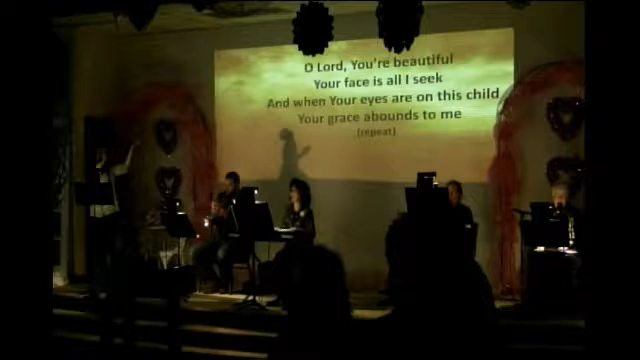 O Lord, You're beautiful
Your face is all I seek
And when Your eyes are on this child
Your grace abounds to me
(repeat)